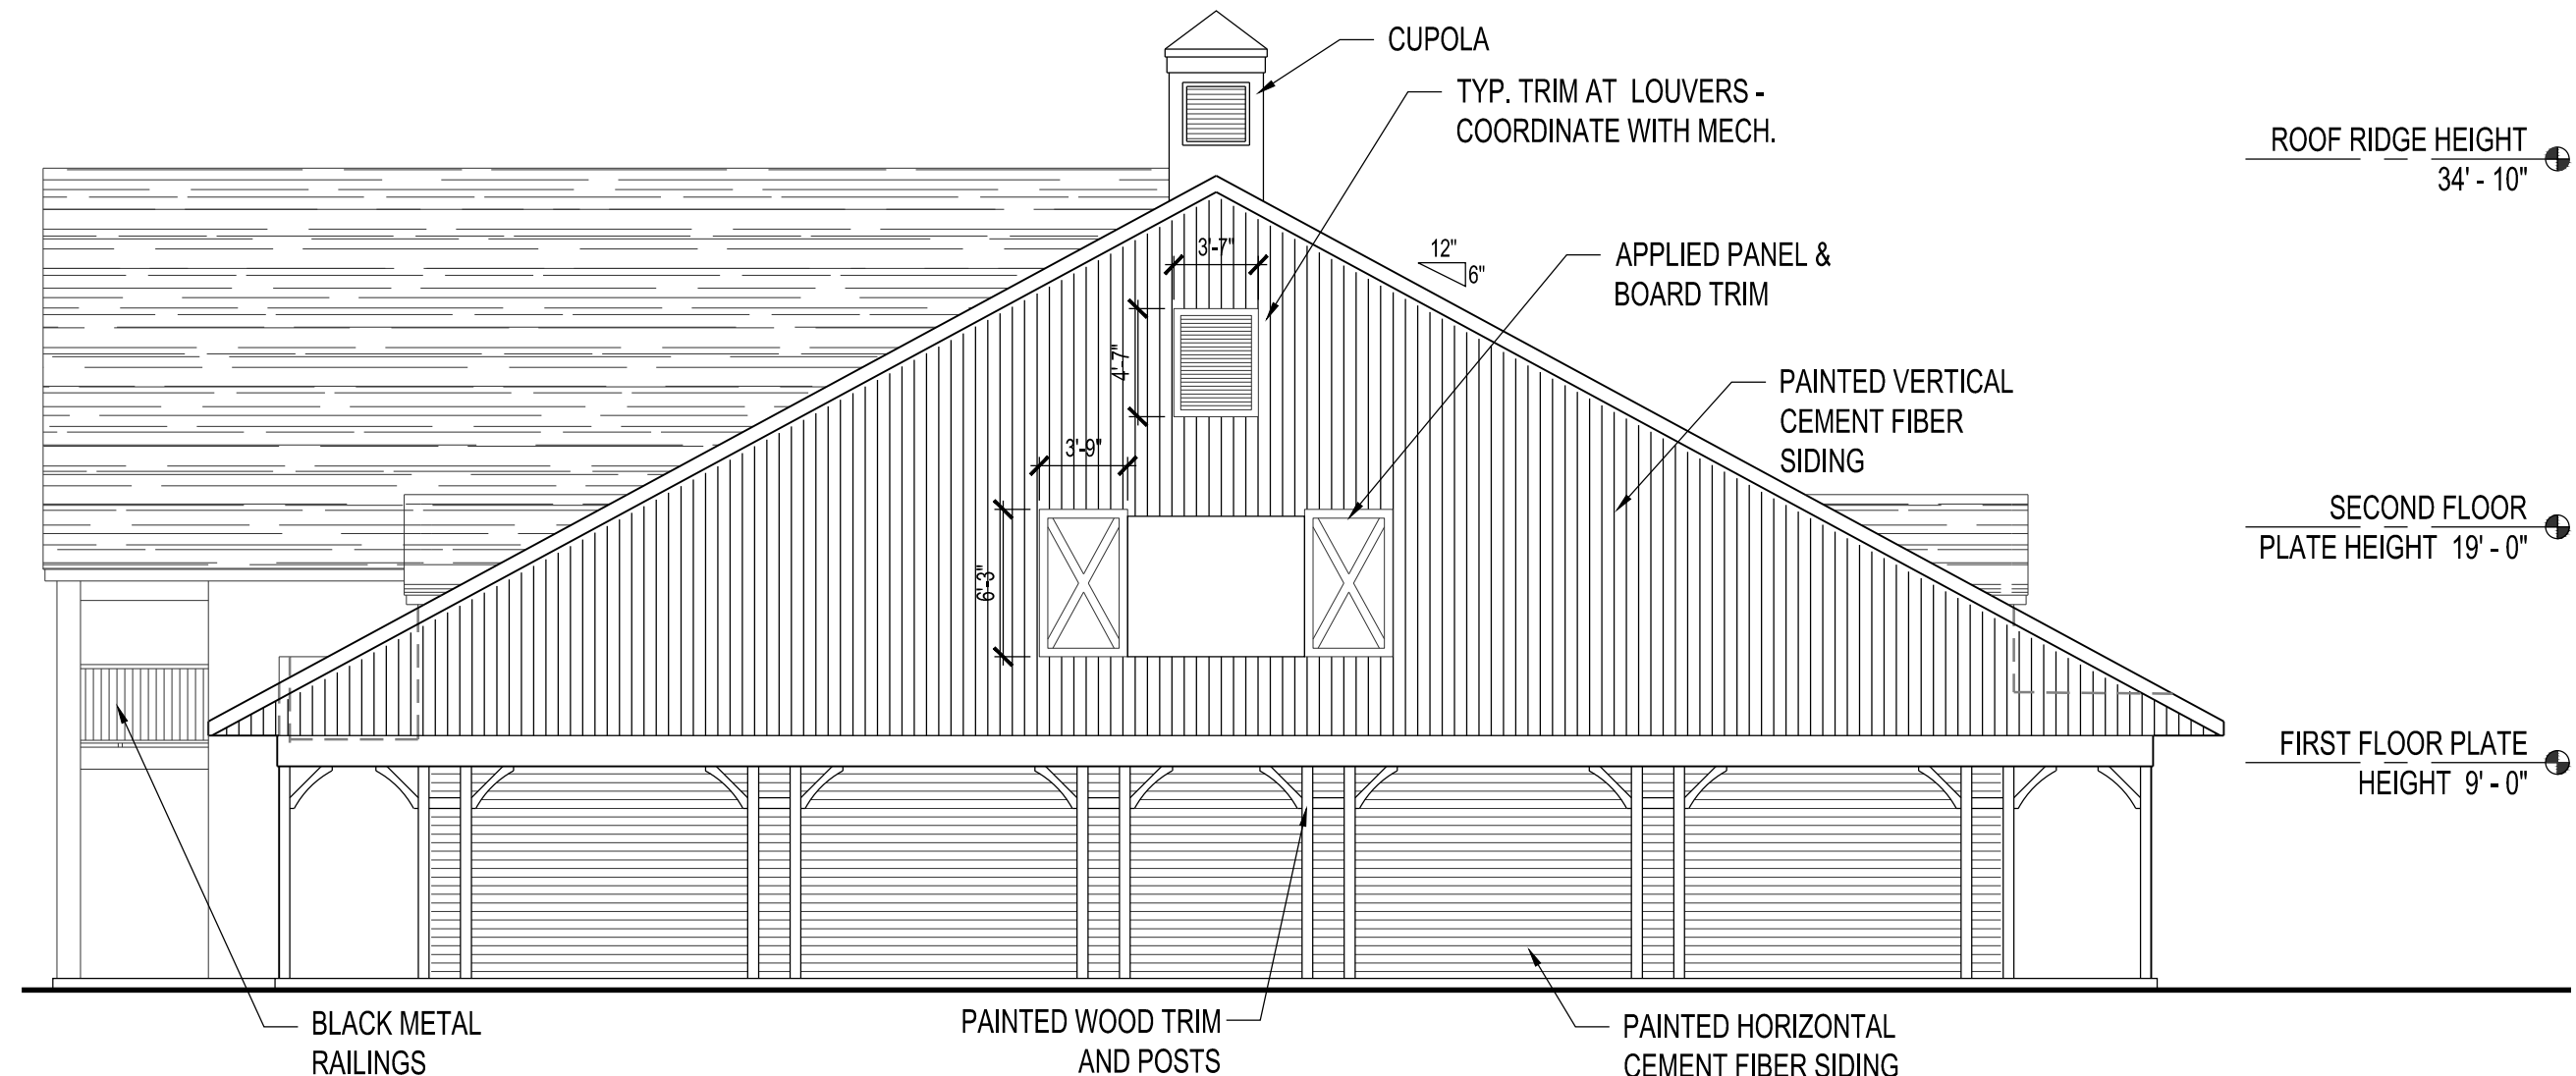 CUPOLA
TYP. TRIM AT LOUVERS -
COORDINATE WITH MECH.
ROOF RIDGE HEIGHT
34' - 10"
3'-7"
12"
6"
APPLIED PANEL &
BOARD TRIM
4'-7"
PAINTED VERTICAL
CEMENT FIBER
SIDING
3'-9"
SECOND FLOOR
PLATE HEIGHT 19' - 0"
6'-3"
FIRST FLOOR PLATE
HEIGHT 9' - 0"
BLACK METAL
RAILINGS
PAINTED WOOD TRIM
AND POSTS
PAINTED HORIZONTAL
CEMENT FIBER SIDING